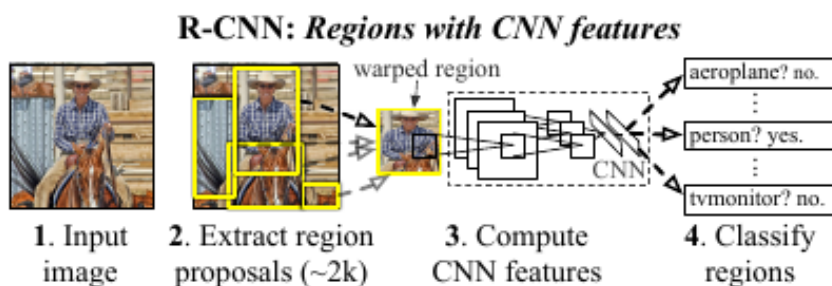 R-CNN: Regions with CNN features
warped region
aeroplane? no.
person? yes.
CNN
tvmonitor? no.
1. Input
image
2. Extract region
proposals (~2k)
3. Compute
CNN features
4. Classify
regions